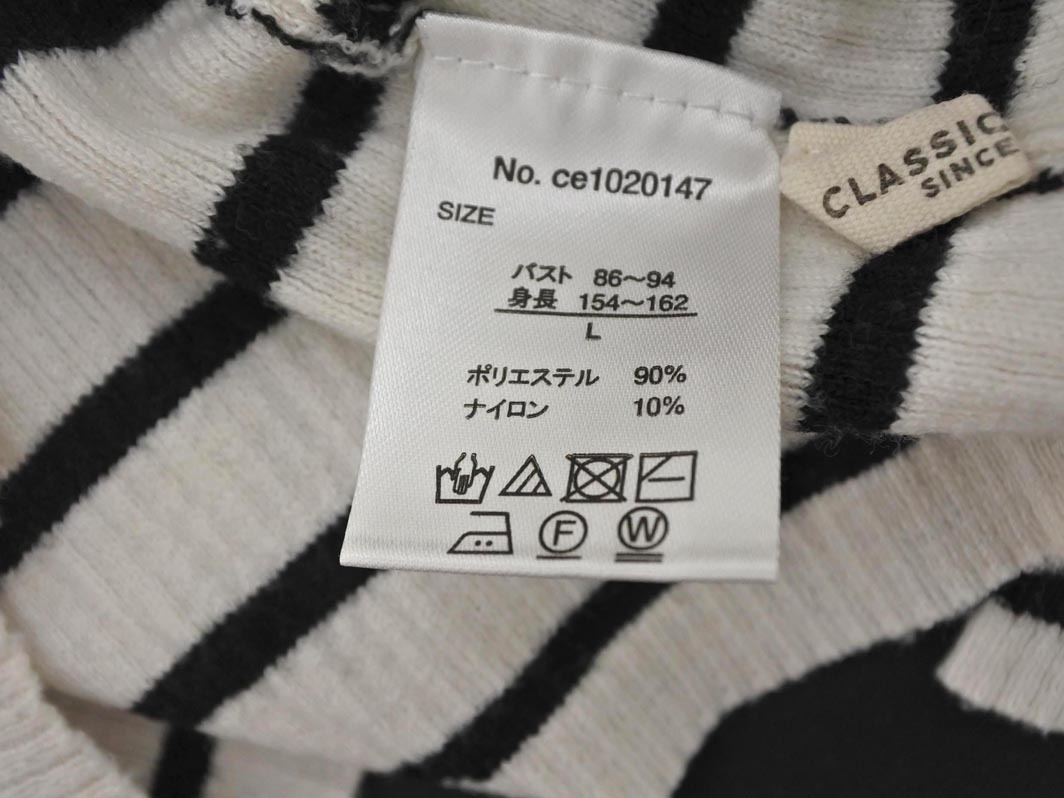 No. ce1020147
SIZE
バスト 86～94
身長 154～162
L
ポリエステル 90%
ナイロン 10%
F W
CLASSIC
SINCE